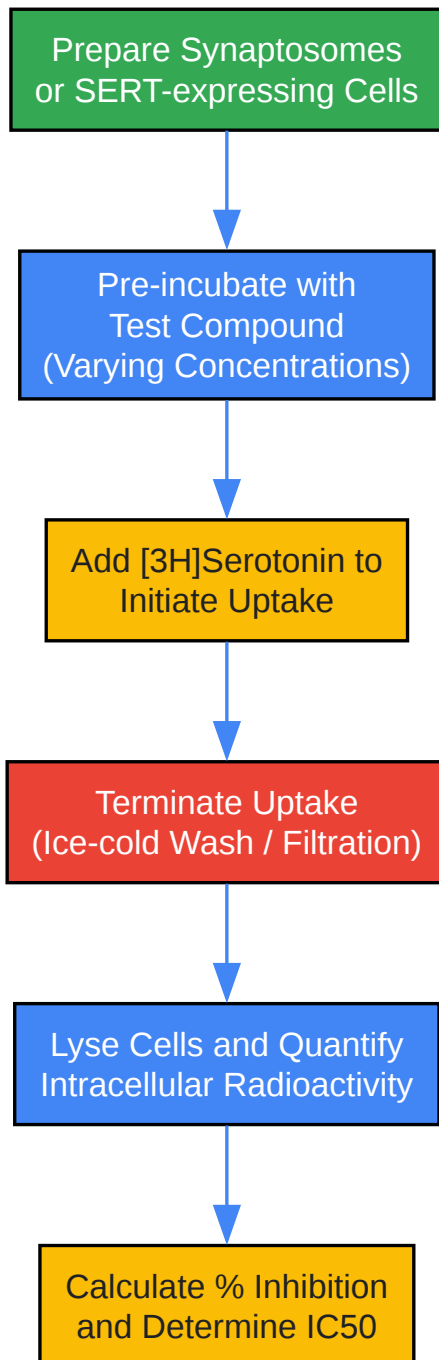 Prepare Synaptosomes
or SERT-expressing Cells
Pre-incubate with
Test Compound
(Varying Concentrations)
Add [3H]Serotonin to
Initiate Uptake
Terminate Uptake
(Ice-cold Wash / Filtration)
Lyse Cells and Quantify
Intracellular Radioactivity
Calculate % Inhibition
and Determine IC50